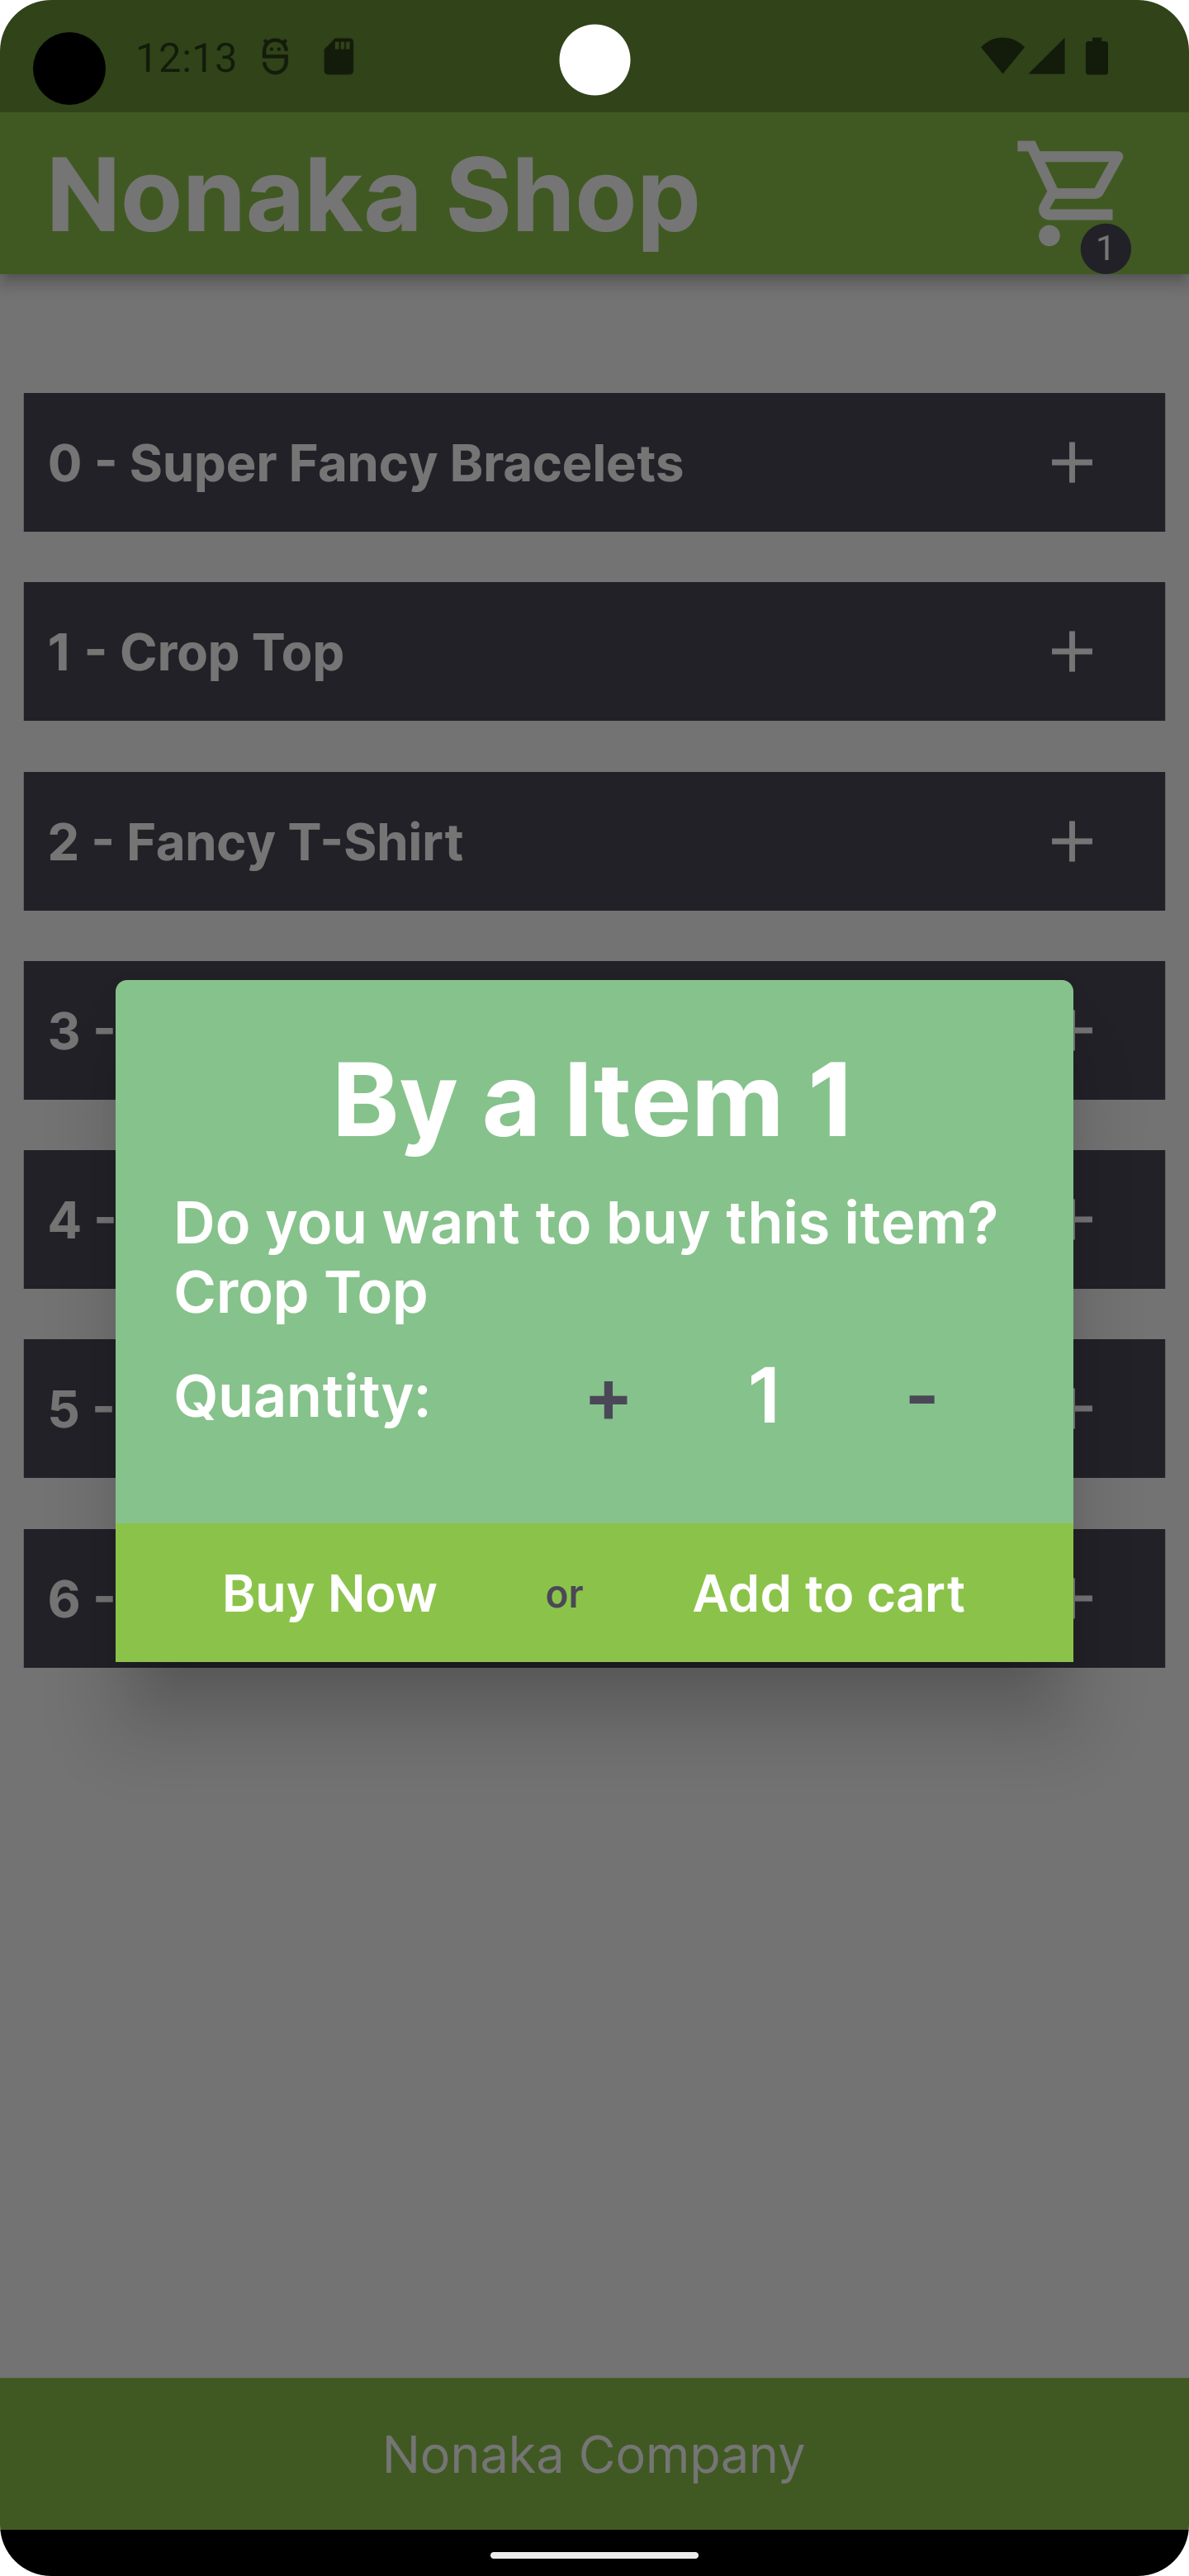 12:13
Nonaka Shop
1
0 - Super Fancy Bracelets +
1 - Crop Top +
2 - Fancy T-Shirt +
3 -
By a Item 1
4 -
Do you want to buy this item?
Crop Top
5 -
Quantity: + 1 -
6 -
Buy Now or Add to cart
Nonaka Company